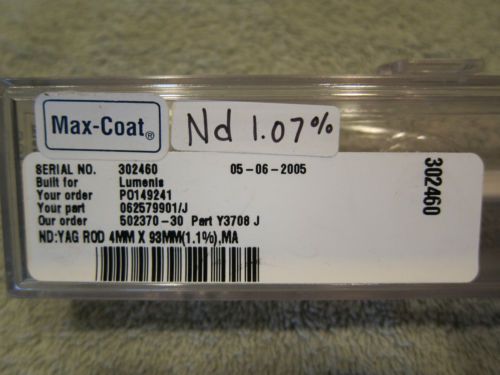 Max-Coat®
Nd 1.07%
SERIAL NO. 302460 05-06-2005
Built for Lumenis
Your order PO149241
Your part 062579901/J
Our order 502370-30 Part Y3708 J
ND:YAG ROD 4MM X 93MM(1.1%),MA
302460